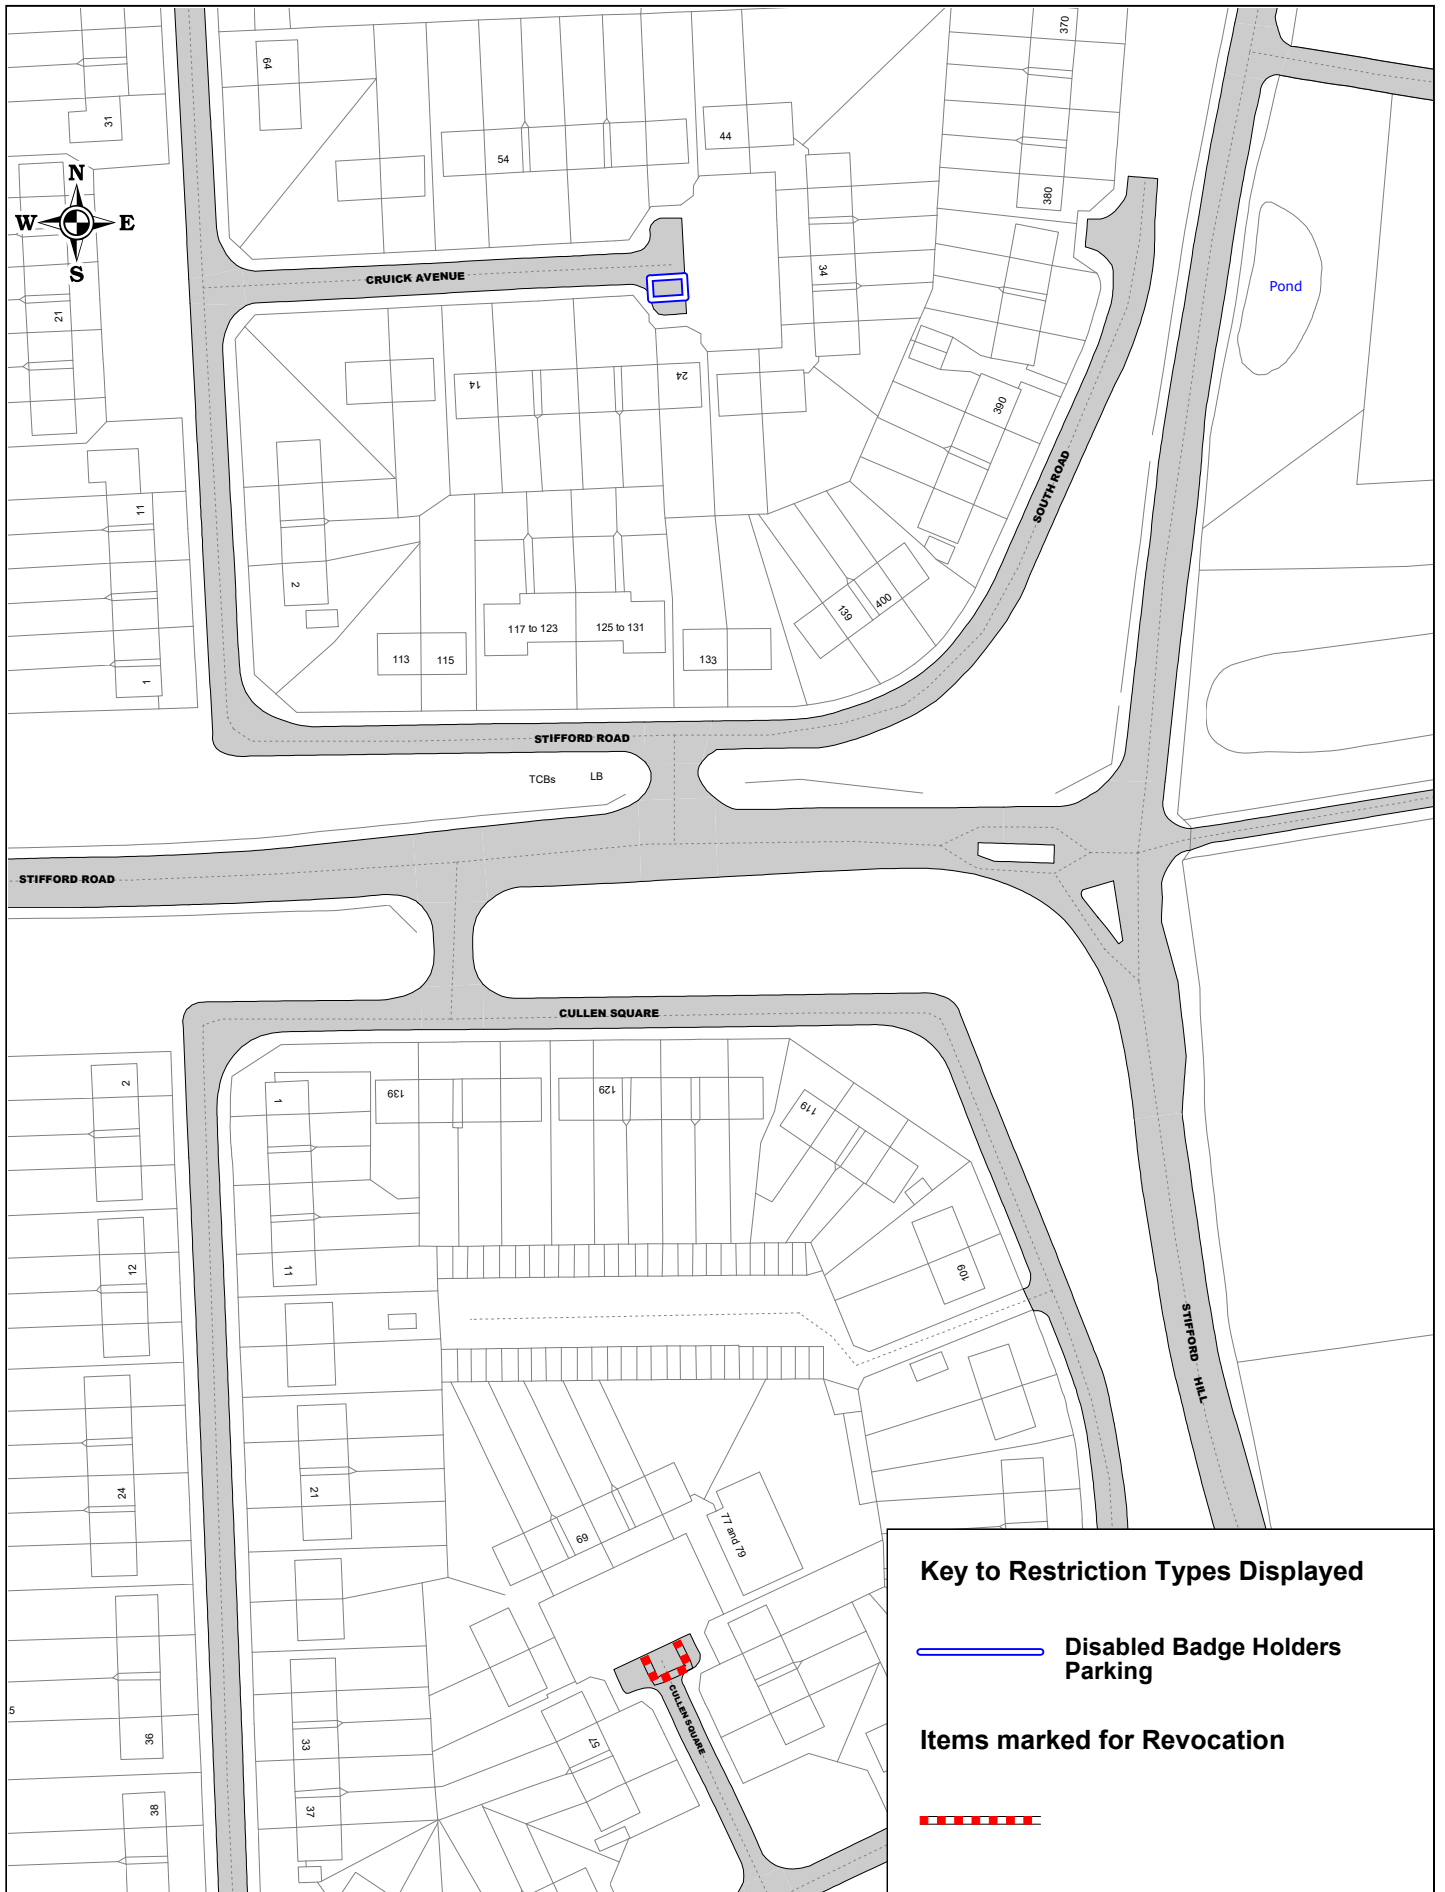 370
64
31
44
54
N
W
E
S
380
34
CRUICK AVENUE
Pond
21
14
24
390
SOUTH ROAD
11
2
139
400
117 to 123
125 to 131
113
115
133
1
STIFFORD ROAD
TCBs
LB
STIFFORD ROAD
CULLEN SQUARE
2
1
139
129
119
12
11
109
STIFFORD HILL
24
21
69
77 and 79
Key to Restriction Types Displayed
Disabled Badge Holders
Parking
CULLEN SQUARE
5
36
33
57
Items marked for Revocation
38
37